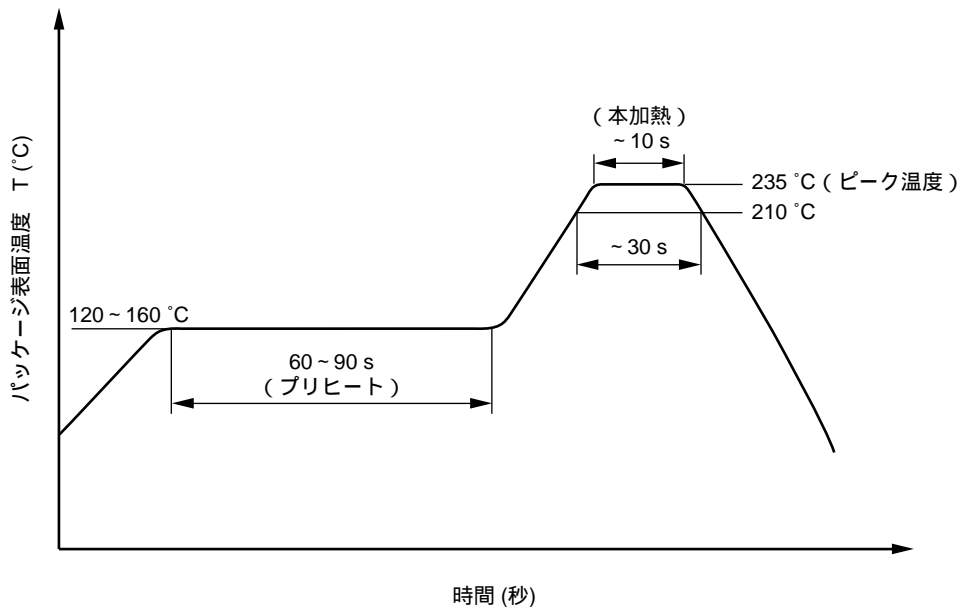 (本加熱)
~ 10 s
235 ˚C (ピーク温度)
210 ˚C
~ 30 s
パッケージ表面温度 T (˚C)
120 ~ 160 ˚C
60 ~ 90 s
(プリヒート)
時間 (秒)